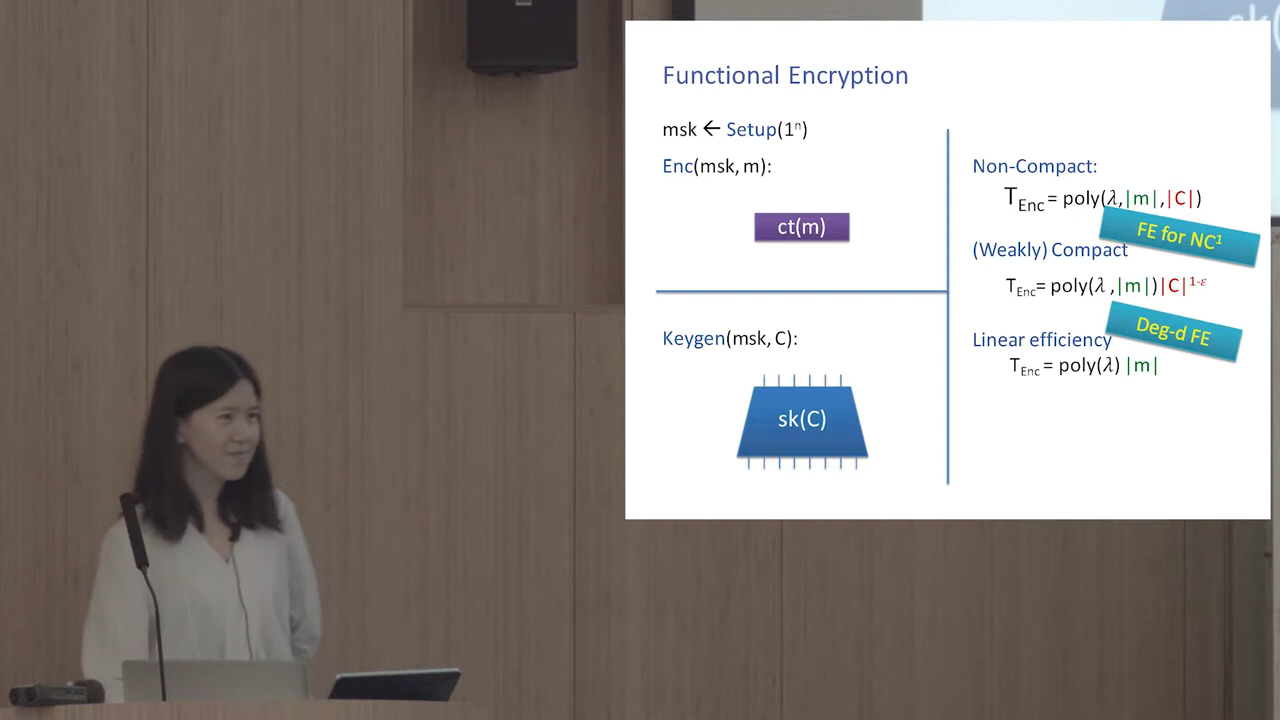 Functional Encryption
msk ← Setup(1ⁿ)
Enc(msk, m):
ct(m)
Keygen(msk, C):
sk(C)
Non-Compact:
T_Enc = poly(λ,|m|,|C|)
FE for NC¹
(Weakly) Compact
T_Enc = poly(λ ,|m|)|C|^1-ε
Deg-d FE
Linear efficiency
T_Enc = poly(λ) |m|
sk(